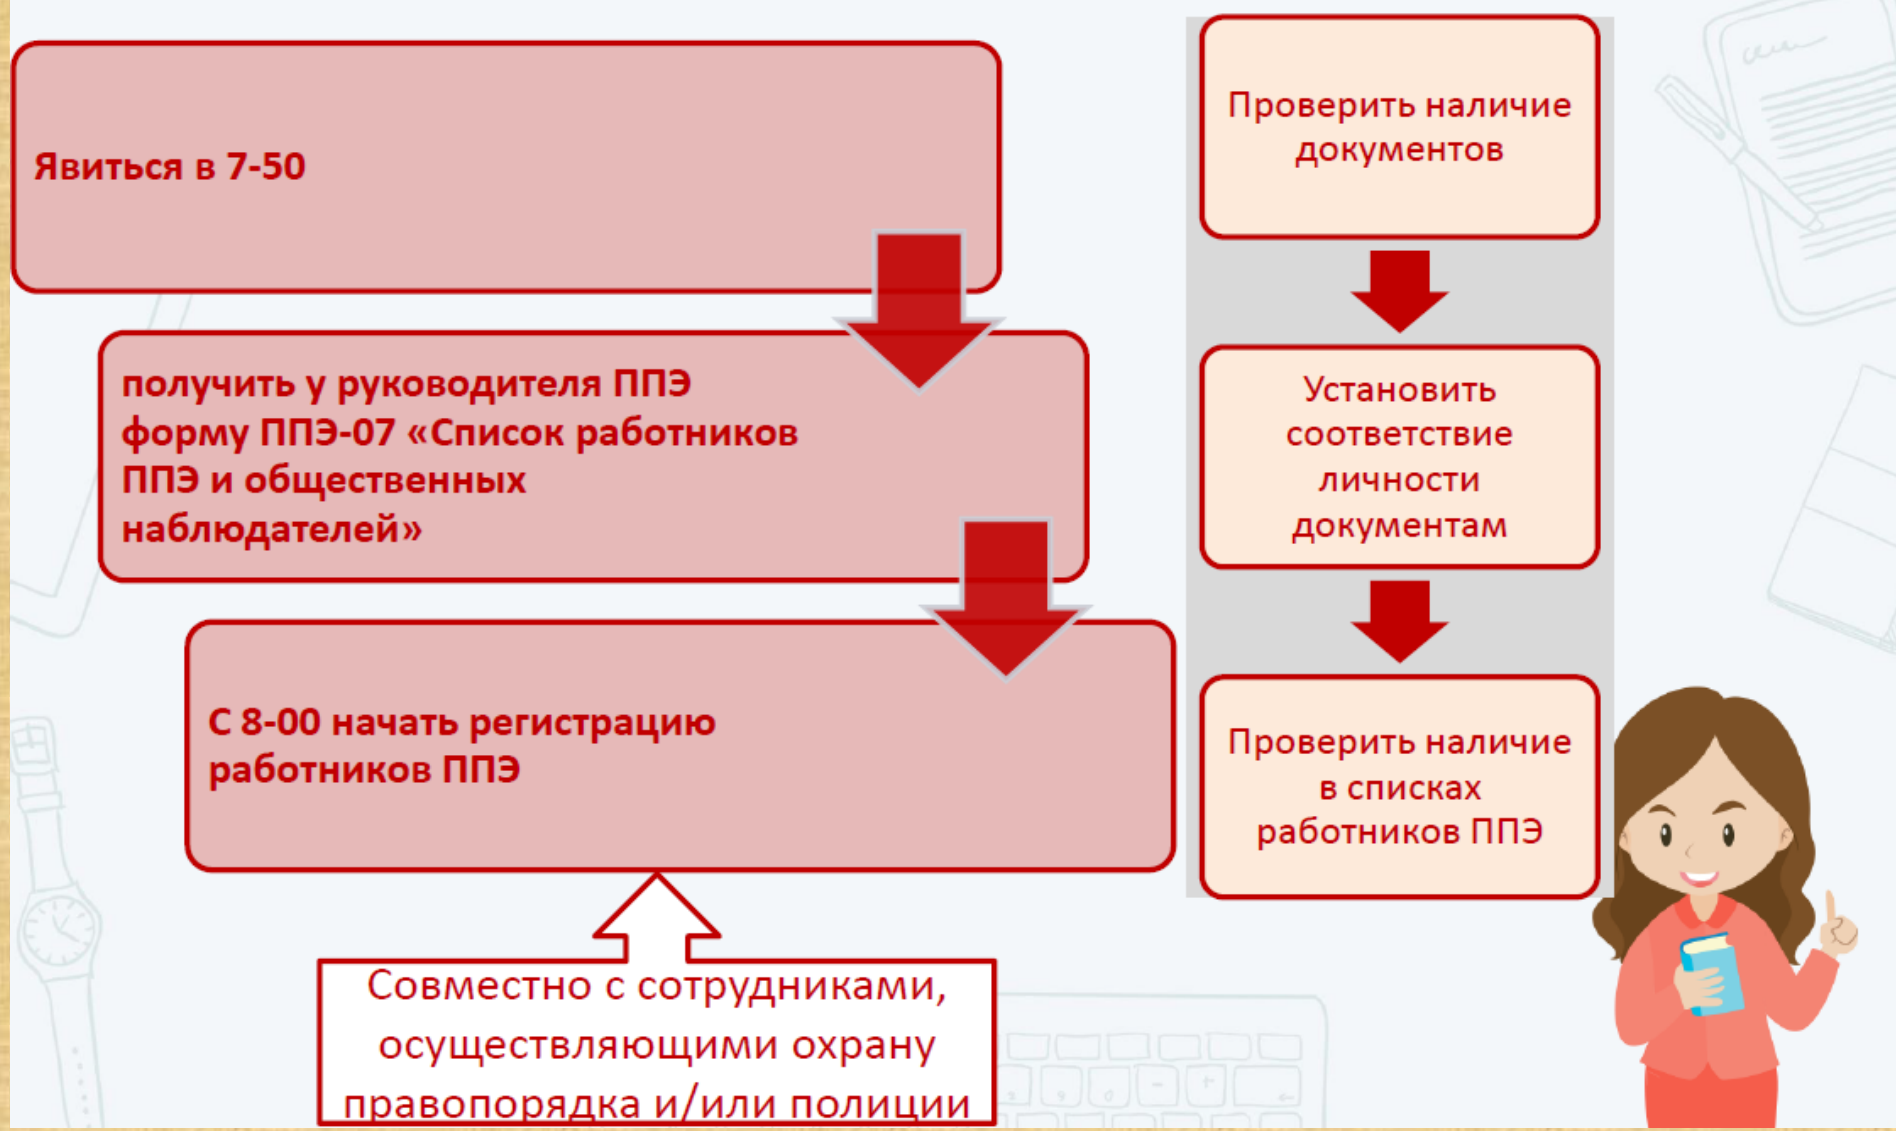 Явиться в 7-50
получить у руководителя ППЭ
форму ППЭ-07 «Список работников
ППЭ и общественных
наблюдателей»
С 8-00 начать регистрацию
работников ППЭ
Совместно с сотрудниками,
осуществляющими охрану
правопорядка и/или полиции
Проверить наличие
документов
Установить
соответствие
личности
документам
Проверить наличие
в списках
работников ППЭ